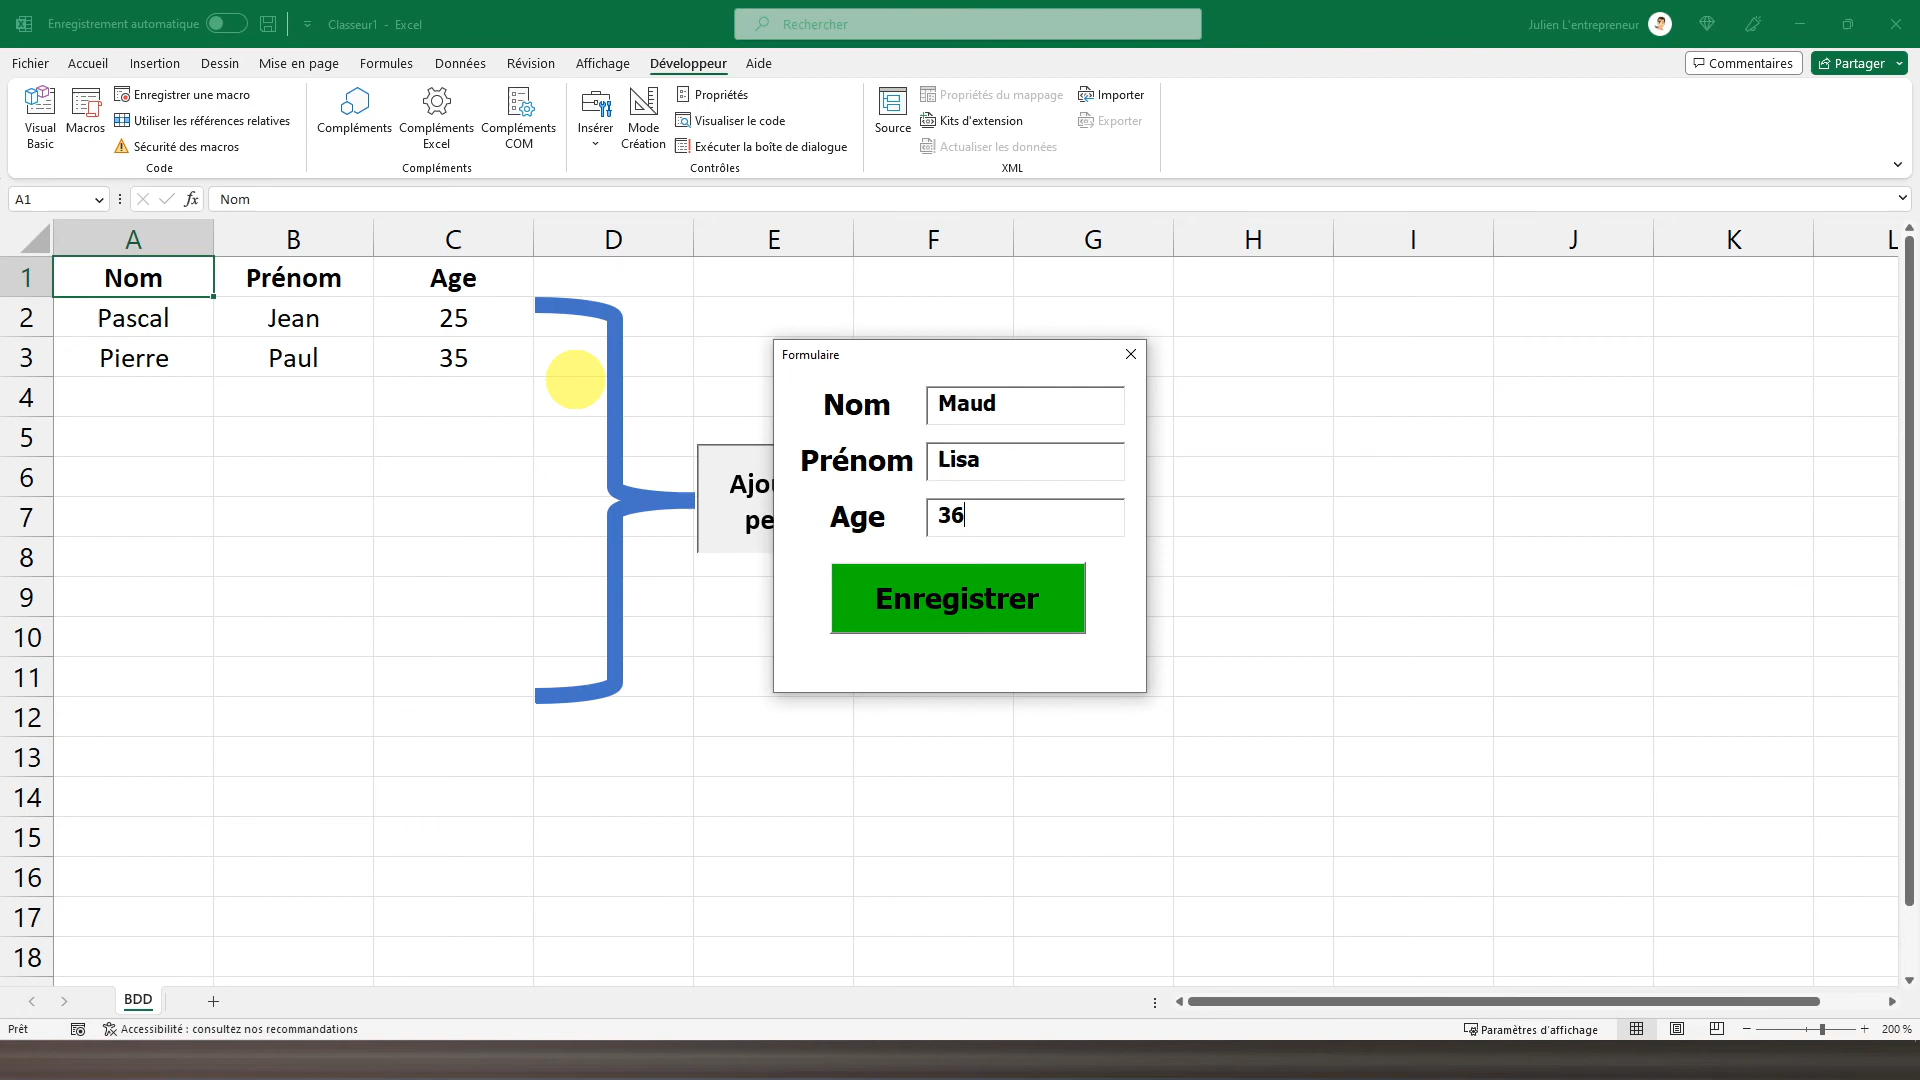 Enregistrement automatique
Classeur1 - Excel
Rechercher
Julien L'entrepreneur
Fichier Accueil Insertion Dessin Mise en page Formules Données Révision Affichage Développeur Aide
Commentaires
Partager
Visual Basic
Macros
Enregistrer une macro
Utiliser les références relatives
Sécurité des macros
Code
Compléments
Compléments Excel
Compléments COM
Compléments
Insérer
Mode Création
Propriétés
Visualiser le code
Exécuter la boîte de dialogue
Contrôles
Source
Propriétés du mappage
Kits d'extension
Actualiser les données
Importer
Exporter
XML
A1
fx
Nom
A B C D E F G H I J K L
1 Nom Prénom Age
2 Pascal Jean 25
3 Pierre Paul 35
4
5
6
7
8
9
10
11
12
13
14
15
16
17
18
Ajou
pe
Formulaire
Nom Maud
Prénom Lisa
Age 36
Enregistrer
BDD
Prêt
Accessibilité : consultez nos recommandations
Paramètres d'affichage
200 %